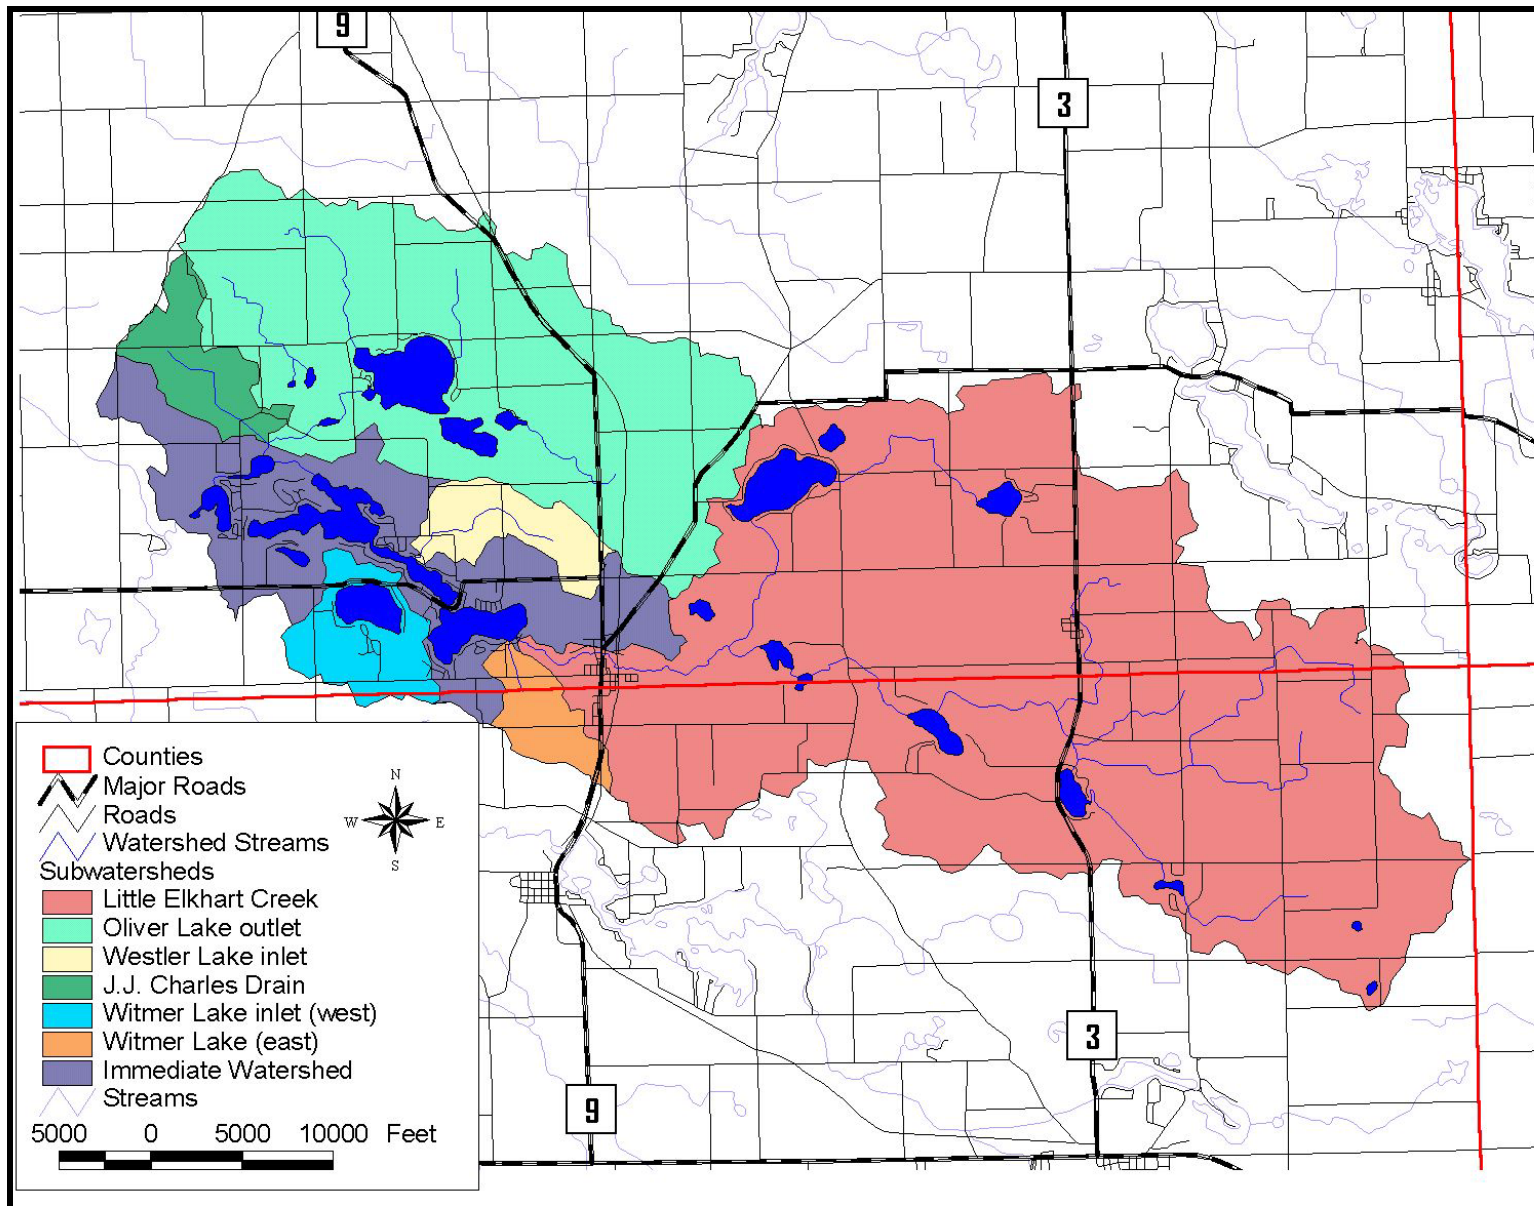 9
3
Counties
Major Roads
Roads
Watershed Streams
Subwatersheds
Little Elkhart Creek
Oliver Lake outlet
Westler Lake inlet
J.J. Charles Drain
Witmer Lake inlet (west)
Witmer Lake (east)
Immediate Watershed
Streams
5000 0 5000 10000 Feet
N
W E
S
3
9